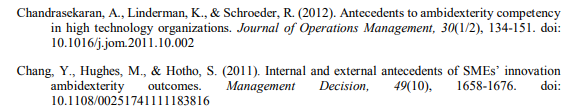 Chandrasekaran, A., Linderman, K., & Schroeder, R. (2012). Antecedents to ambidexterity competency
in high technology organizations. Journal of Operations Management, 30(1/2), 134-151. doi:
10.1016/j.jom.2011.10.002
Chang, Y., Hughes, M., & Hotho, S. (2011). Internal and external antecedents of SMEs' innovation
ambidexterity outcomes. Management Decision, 49(10), 1658-1676. doi:
10.1108/00251741111183816